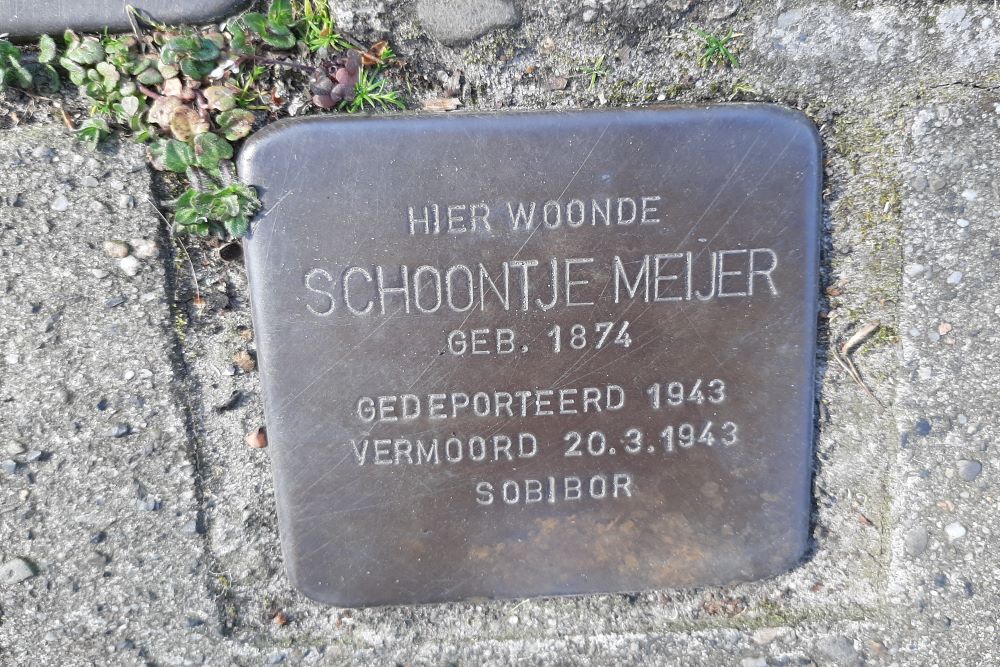 HIER WOONDE
SCHOONTJE MEIJER
GEB. 1874
GEDEPORTEERD 1943
VERMOORD 20.3.1943
SOBIBOR